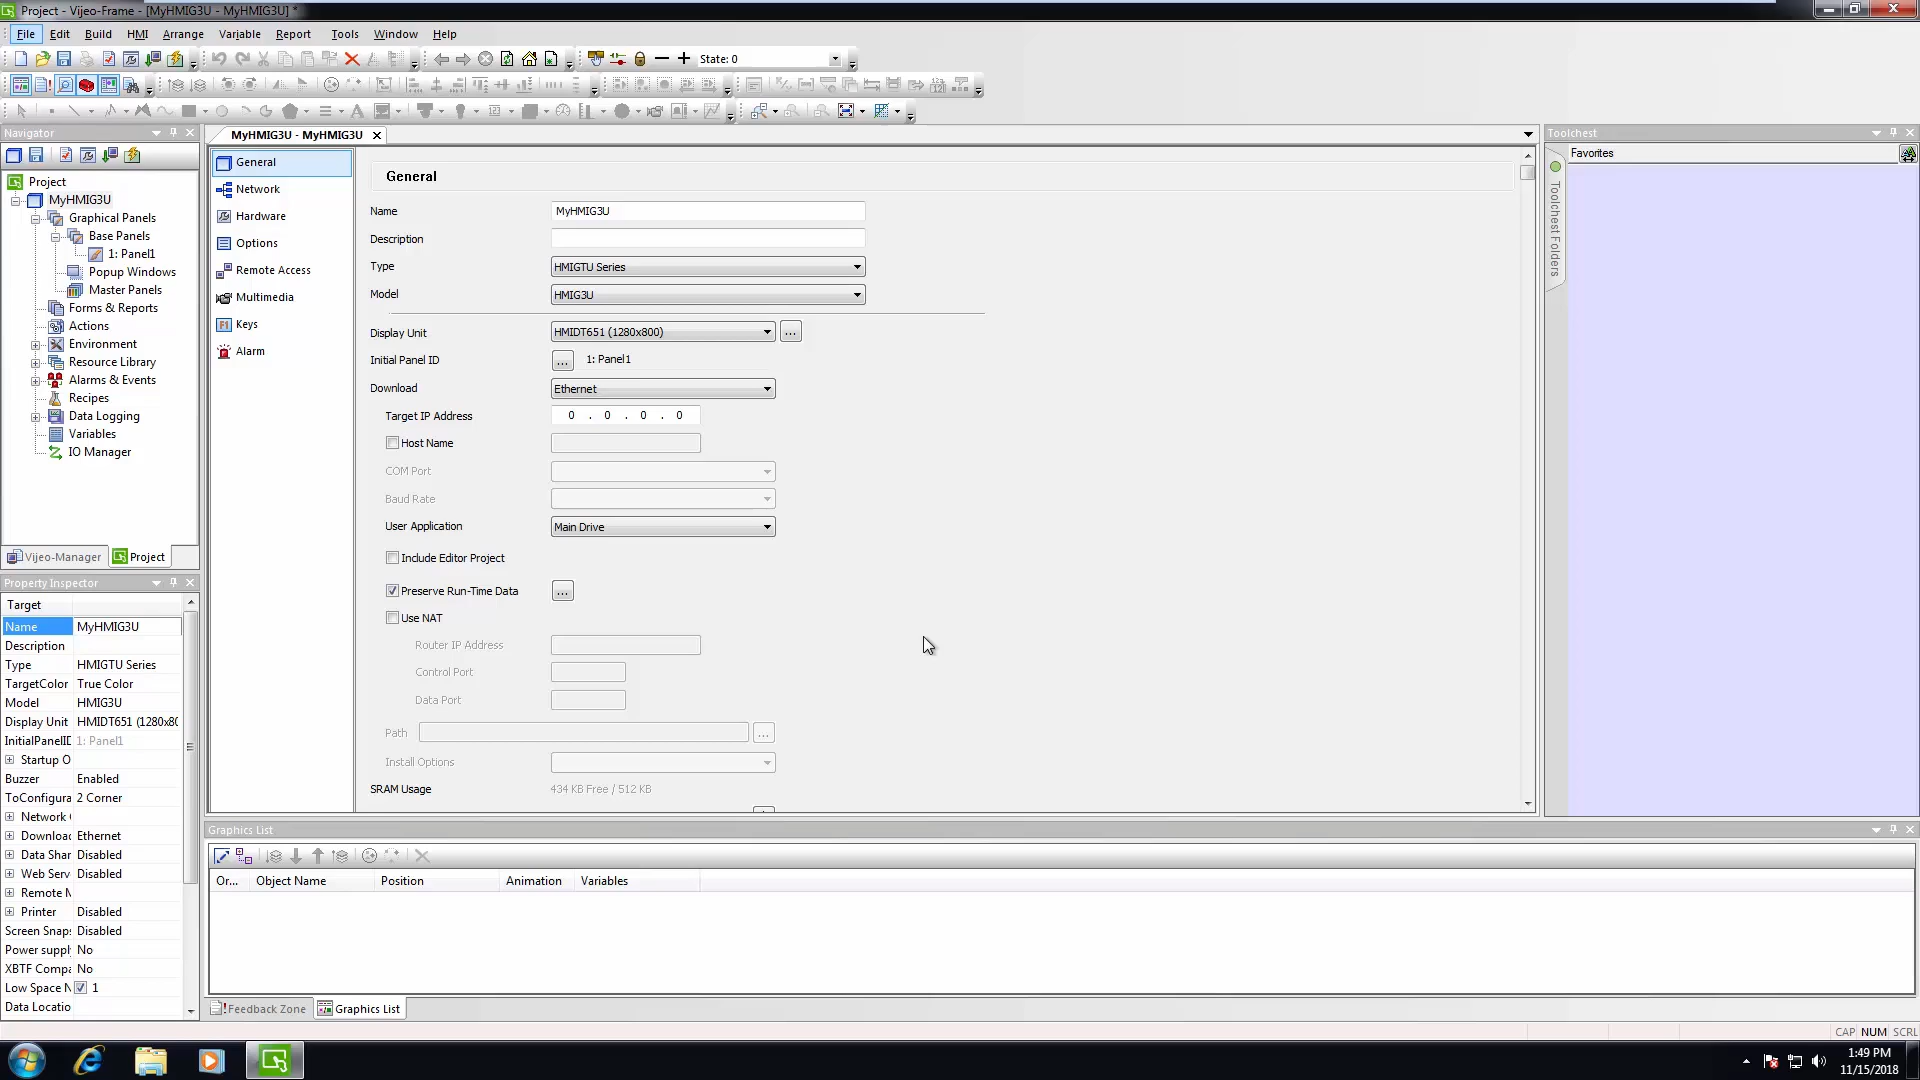 Project - Vijeo-Frame - [MyHMIG3U - MyHMIG3U] *
File Edit Build HMI Arrange Variable Report Tools Window Help
State: 0
Navigator
Project
MyHMIG3U
Graphical Panels
Base Panels
1: Panel1
Popup Windows
Master Panels
Forms & Reports
Actions
Environment
Resource Library
Alarms & Events
Recipes
Data Logging
Variables
IO Manager
Vijeo-Manager Project
Property Inspector
Target
Name MyHMIG3U
Description
Type HMIGTU Series
TargetColor True Color
Model HMIG3U
Display Unit HMIDT651 (1280x80
InitialPanelID 1: Panel1
Startup O
Buzzer Enabled
ToConfigura 2 Corner
Network
Download Ethernet
Data Shar Disabled
Web Serv Disabled
Remote M
Printer Disabled
Screen Snaps Disabled
Power suppl No
XBTF Compa No
Low Space N 1
Data Locatio
MyHMIG3U - MyHMIG3U
General
Network
Hardware
Options
Remote Access
Multimedia
Keys
Alarm
General
Name MyHMIG3U
Description
Type HMIGTU Series
Model HMIG3U
Display Unit HMIDT651 (1280x800) ...
Initial Panel ID ... 1: Panel1
Download Ethernet
Target IP Address 0 . 0 . 0 . 0
Host Name
COM Port
Baud Rate
User Application Main Drive
Include Editor Project
Preserve Run-Time Data ...
Use NAT
Router IP Address
Control Port
Data Port
Path ...
Install Options
SRAM Usage 434 KB Free / 512 KB
Toolchest
Favorites
Toolchest Folders
Graphics List
Or... Object Name Position Animation Variables
Feedback Zone Graphics List
CAP NUM SCRL
1:49 PM
11/15/2018